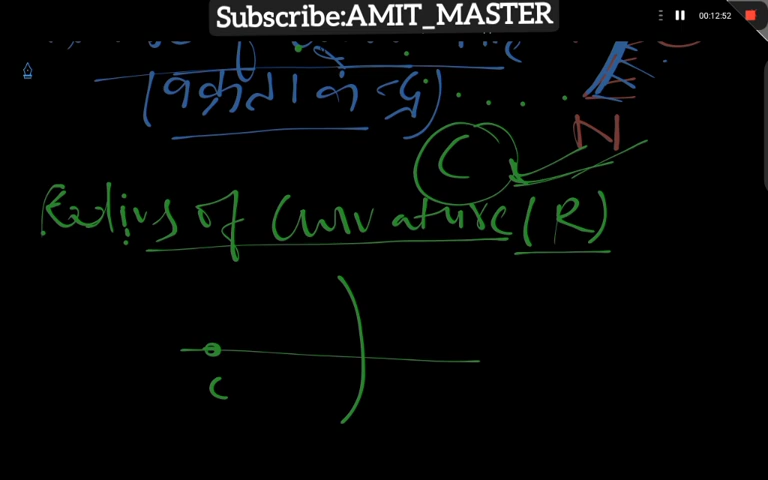 Subscribe:AMIT_MASTER
00:12:52
(वक्रता केन्द्र)
C
N
Radius of Curvature (R)
C